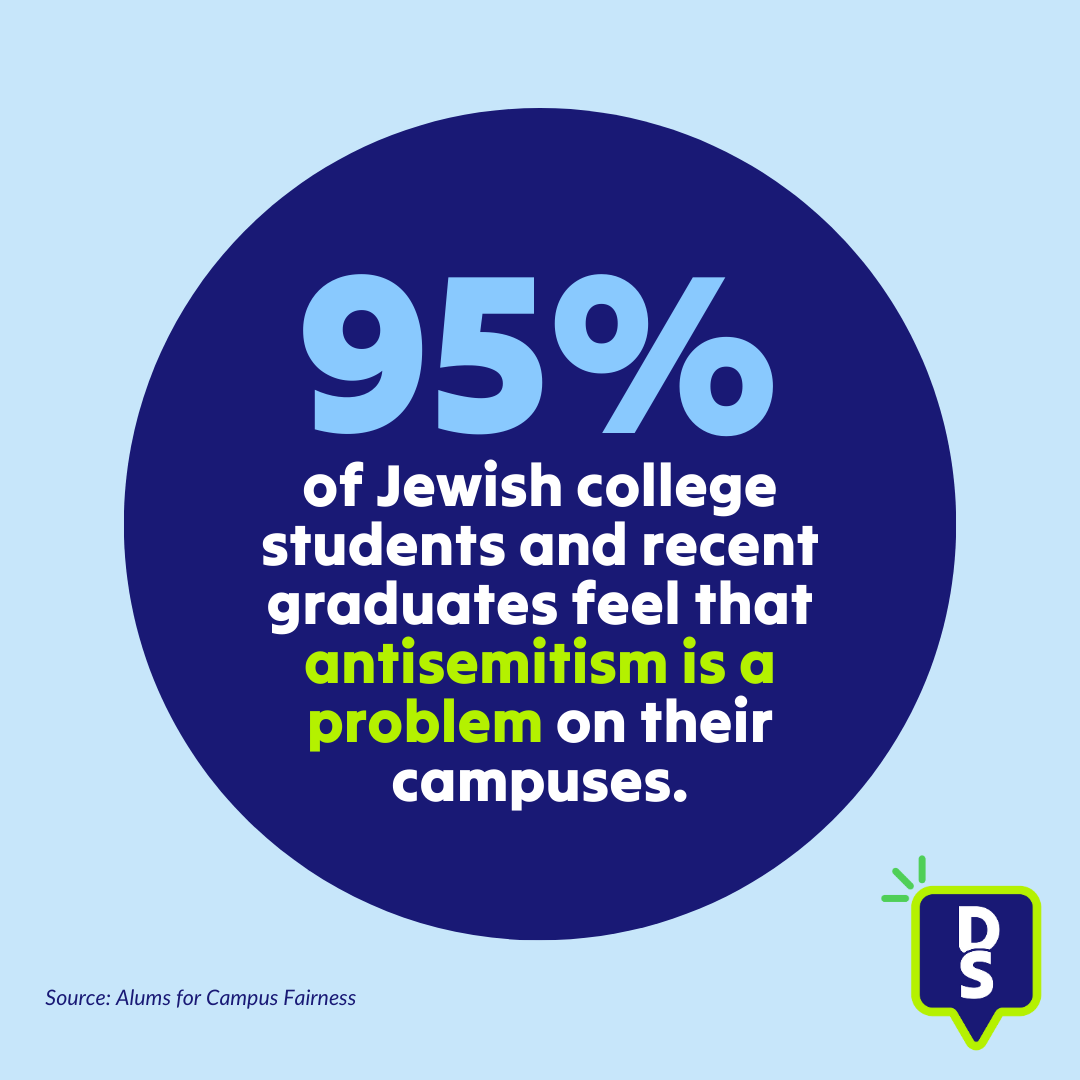 95%
of Jewish college
students and recent
graduates feel that
antisemitism is a
problem on their
campuses.
Source: Alums for Campus Fairness
D
S